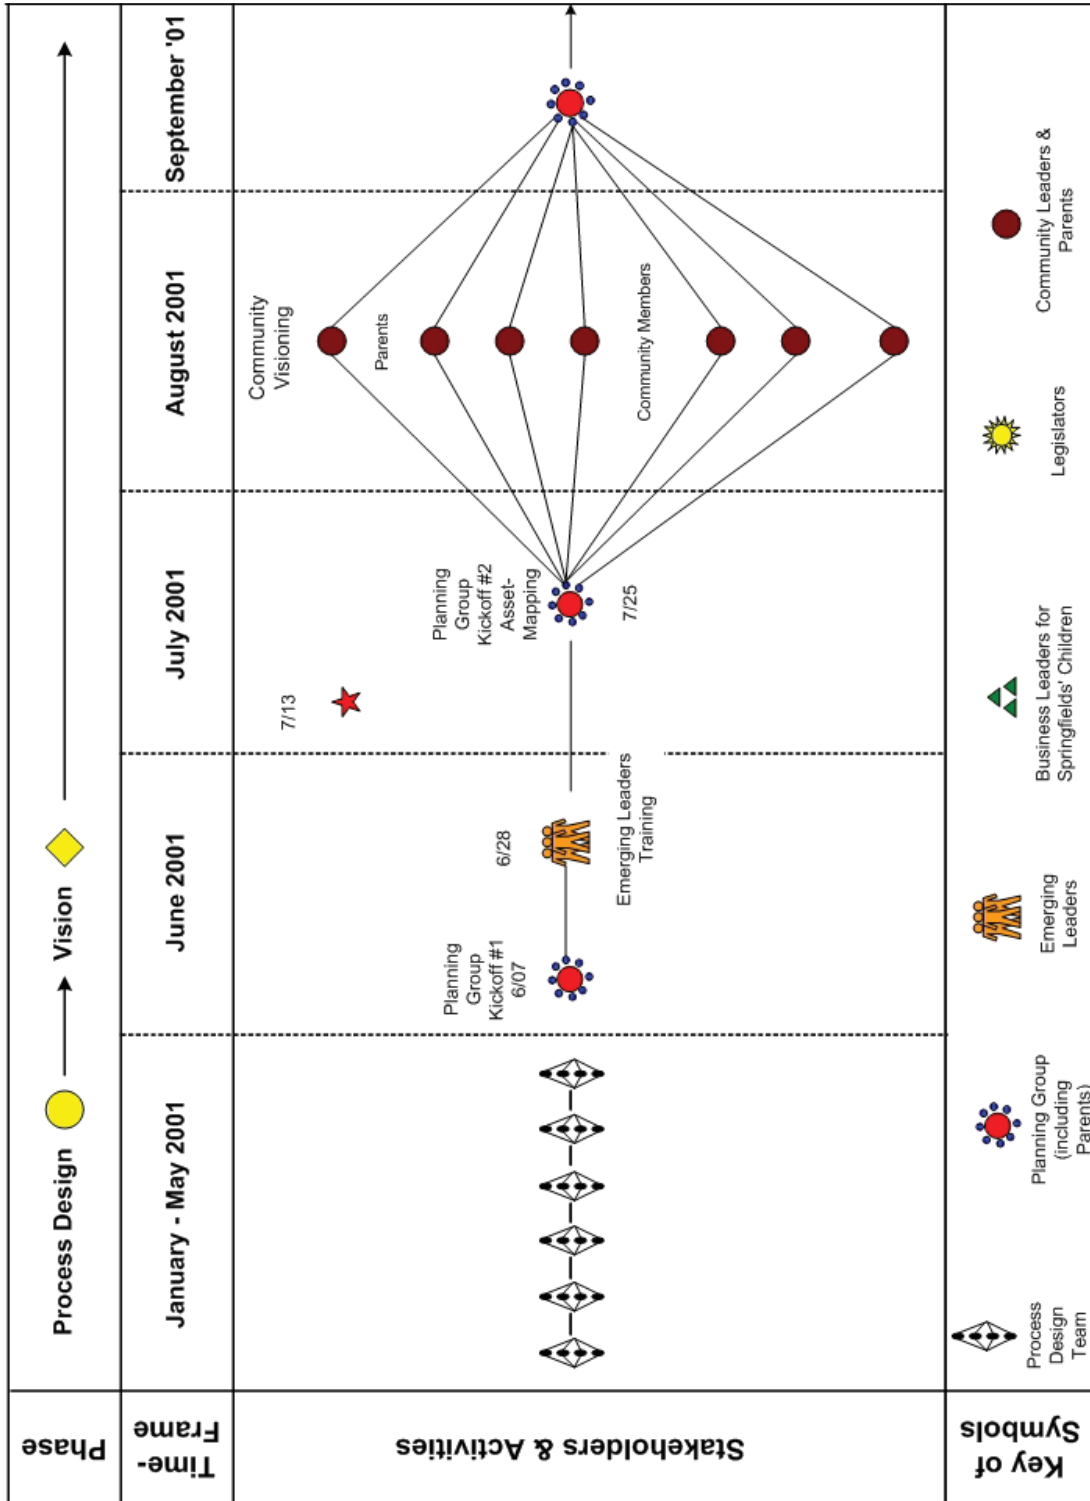 Phase
Process Design
Vision
Time-
Frame
January - May 2001
June 2001
July 2001
August 2001
September '01
Stakeholders & Activities
Planning
Group
Kickoff #1
6/07
6/28
Emerging Leaders
Training
7/13
Planning
Group
Kickoff #2
Asset-
Mapping
7/25
Community
Visioning
Parents
Community Members
Key of
Symbols
Process
Design
Team
Planning Group
(including
Parents)
Emerging
Leaders
Business Leaders for
Springfields' Children
Legislators
Community Leaders &
Parents